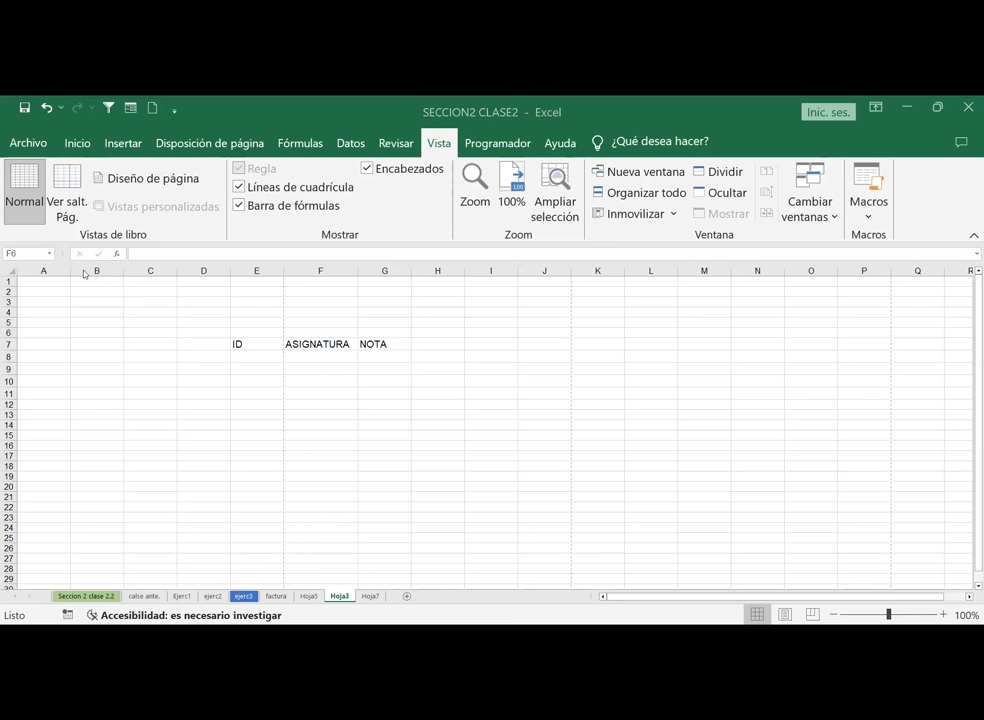 SECCION2 CLASE2 - Excel
Inic. ses.
Archivo Inicio Insertar Disposición de página Fórmulas Datos Revisar Vista Programador Ayuda ¿Qué desea hacer?
Normal
Ver salt. Pág.
Diseño de página
Vistas personalizadas
Vistas de libro
Regla
Encabezados
Líneas de cuadrícula
Barra de fórmulas
Mostrar
Zoom
100
100%
Ampliar selección
Zoom
Nueva ventana
Organizar todo
Inmovilizar
Dividir
Ocultar
Mostrar
Cambiar ventanas
Ventana
Macros
Macros
F6
fx
A B C D E F G H I J K L M N O P Q R
1
2
3
4
5
6
7 ID ASIGNATURA NOTA
8
9
10
11
12
13
14
15
16
17
18
19
20
21
22
23
24
25
26
27
28
29
30
Seccion 2 clase 2.2 calse ante. Ejerc1 ejerc2 ejerc3 factura Hoja5 Hoja3 Hoja7
Listo Accesibilidad: es necesario investigar 100%